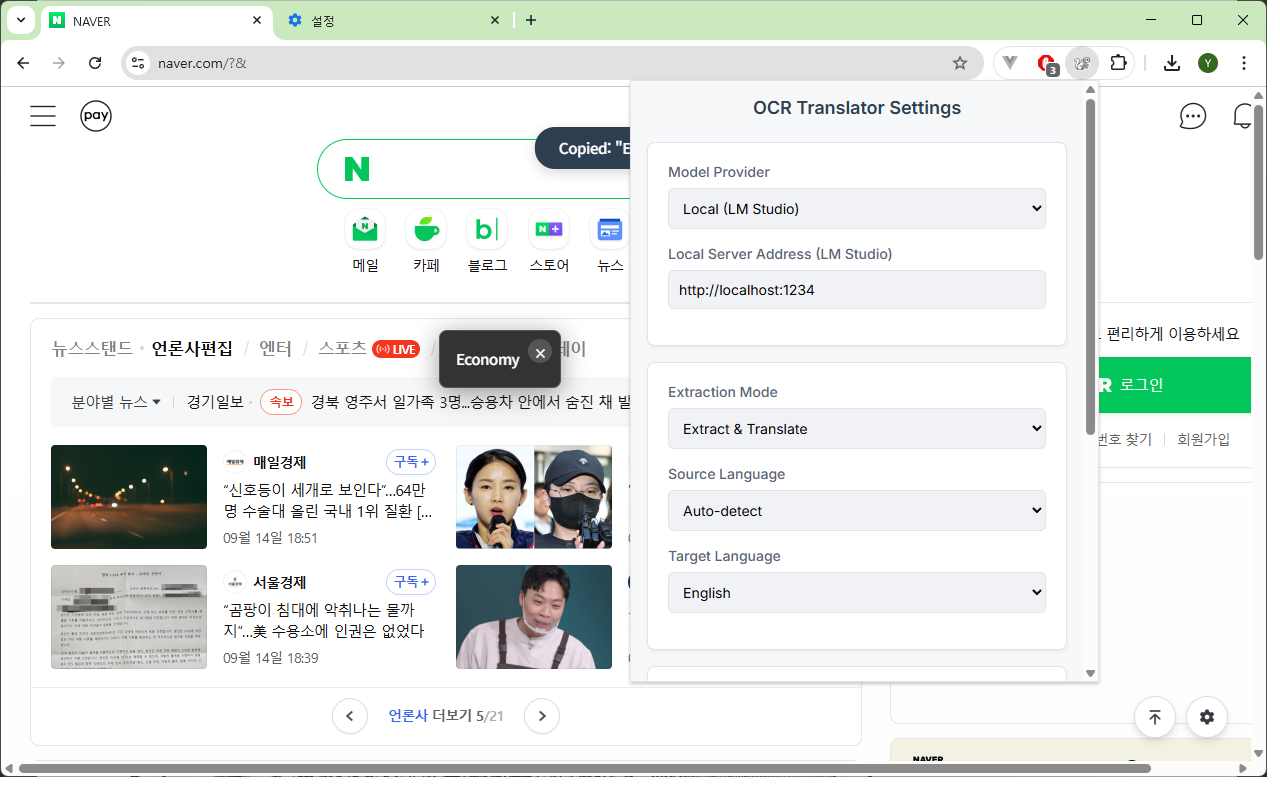 NAVER
설정
naver.com/?&
3
Y
pay
N
Copied: "E
메일
카페
블로그
스토어
뉴스
뉴스스탠드
언론사편집
엔터
스포츠
LIVE
Economy
테이
분야별 뉴스
경기일보
속보
경북 영주서 일가족 3명...승용차 안에서 숨진 채 발
매일경제
구독+
“신호등이 세개로 보인다”...64만
명 수술대 올린 국내 1위 질환 [...
09월 14일 18:51
서울경제
구독+
“곰팡이 침대에 악취나는 물까
지”...美 수용소에 인권은 없었다
09월 14일 18:39
언론사 더보기 5/21
OCR Translator Settings
Model Provider
Local (LM Studio)
Local Server Address (LM Studio)
http://localhost:1234
Extraction Mode
Extract & Translate
Source Language
Auto-detect
Target Language
English
편리하게 이용하세요
R 로그인
번호 찾기
회원가입
NAVER